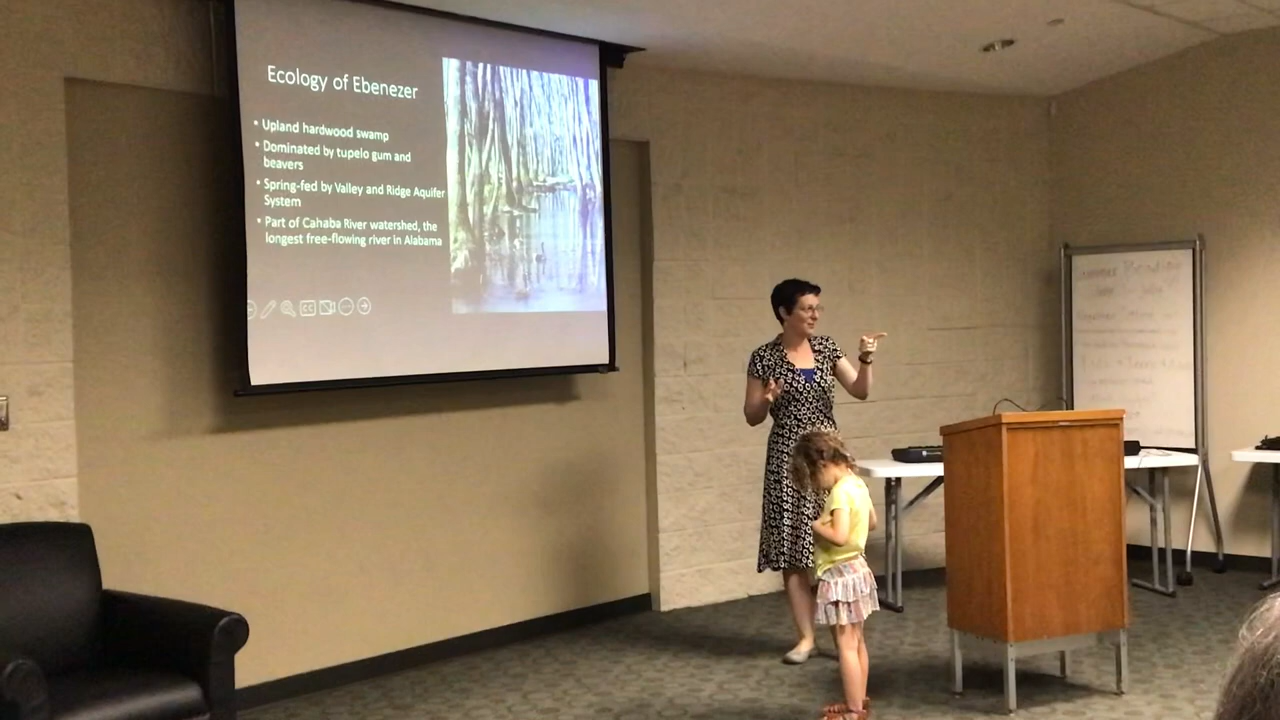 Ecology of Ebenezer
• Upland hardwood swamp
• Dominated by tupelo gum and
beavers
• Spring-fed by Valley and Ridge Aquifer
System
• Part of Cahaba River watershed, the
longest free-flowing river in Alabama
CC